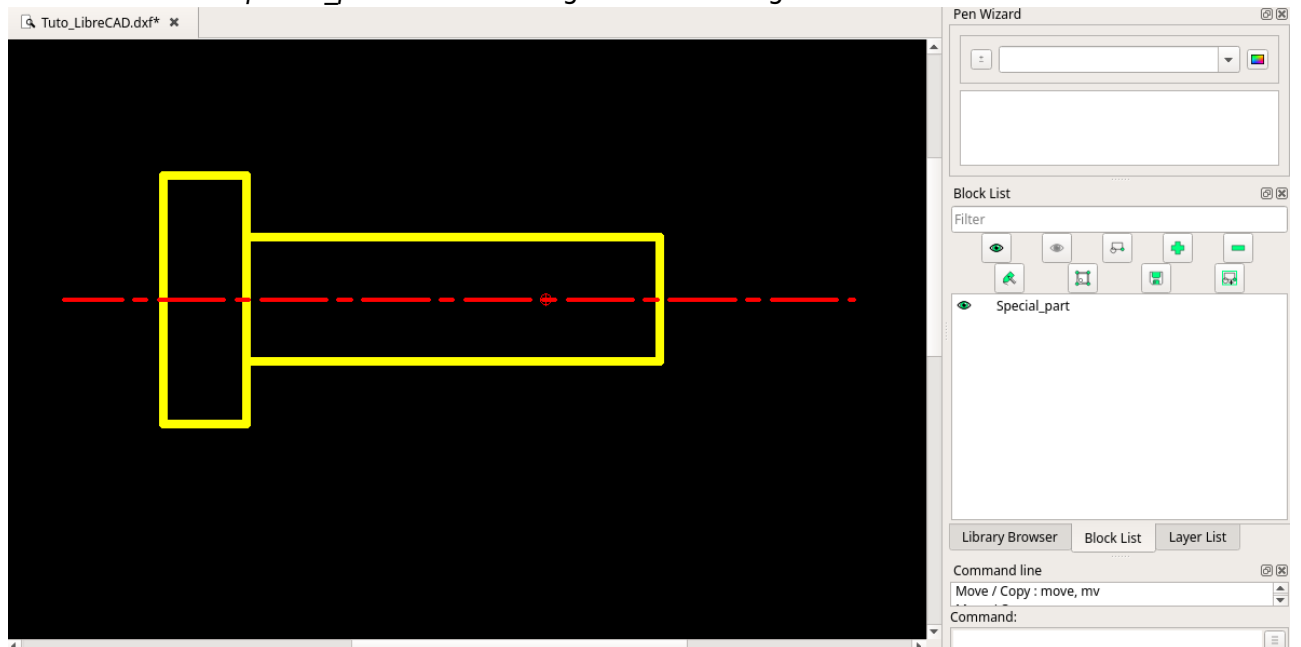 Tuto_LibreCAD.dxf*
Pen Wizard
Block List
Filter
Special_part
Library Browser Block List Layer List
Command line
Move / Copy : move, mv
Command: